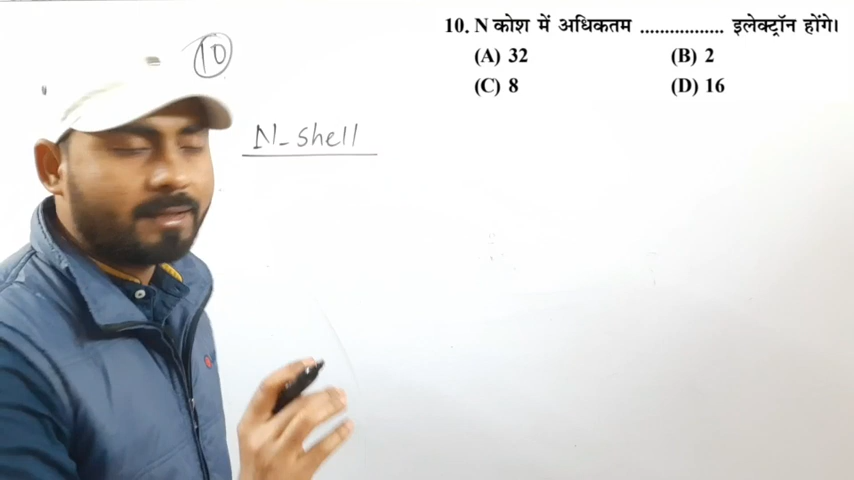 10. N कोश में अधिकतम ................. इलेक्ट्रॉन होंगे।
(A) 32 (B) 2
(C) 8 (D) 16
10
N-shell